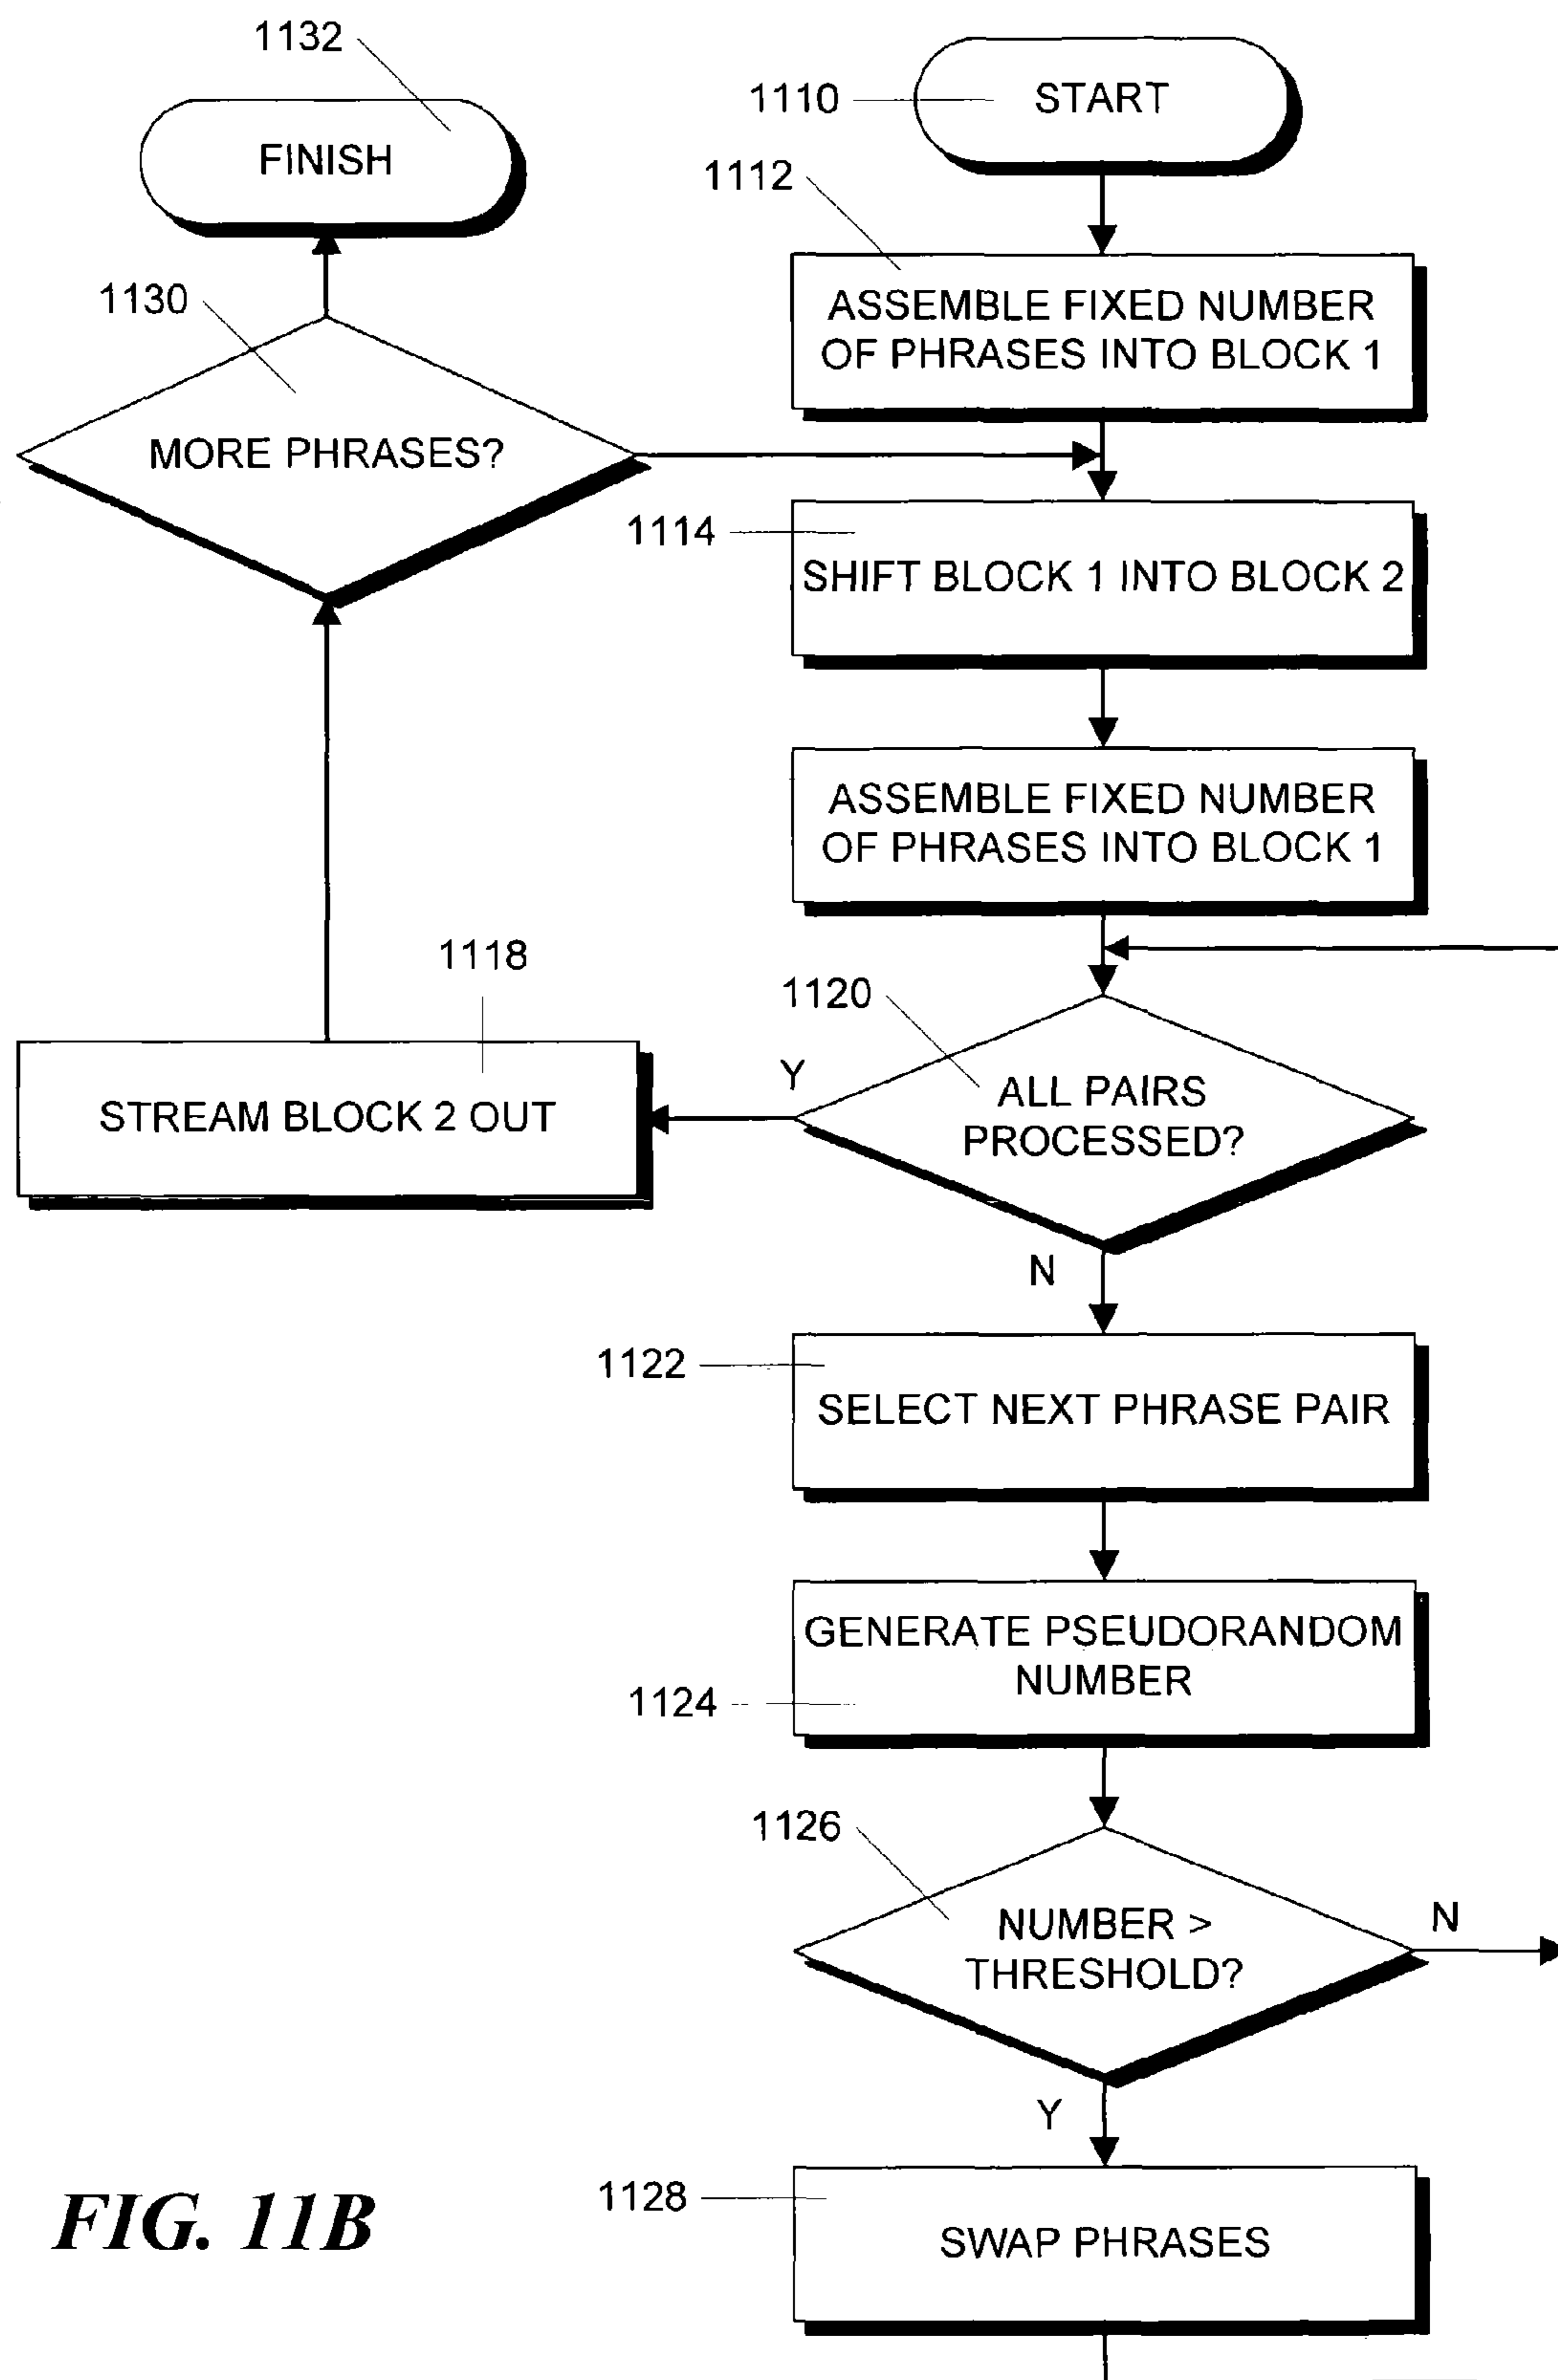 1132
FINISH
1110
START
1112
ASSEMBLE FIXED NUMBER
OF PHRASES INTO BLOCK 1
1130
MORE PHRASES?
1114
SHIFT BLOCK 1 INTO BLOCK 2
ASSEMBLE FIXED NUMBER
OF PHRASES INTO BLOCK 1
1118
STREAM BLOCK 2 OUT
1120
Y
ALL PAIRS
PROCESSED?
N
1122
SELECT NEXT PHRASE PAIR
GENERATE PSEUDORANDOM
NUMBER
1124
1126
NUMBER >
THRESHOLD?
N
Y
1128
SWAP PHRASES
FIG. 11B